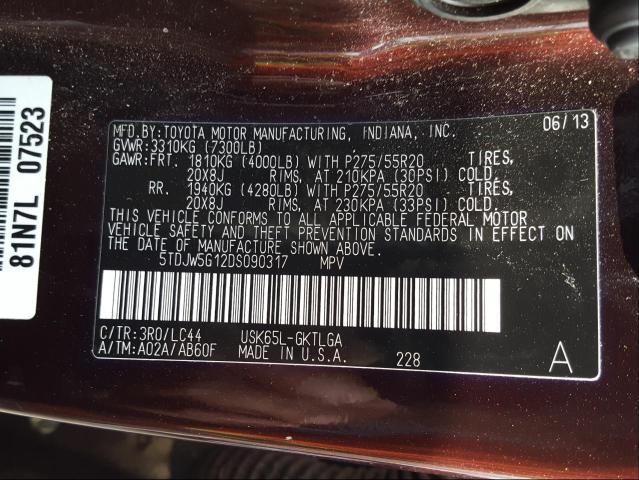 81N7L 07523
MFD.BY:TOYOTA MOTOR MANUFACTURING, INDIANA, INC. 06/13
GVWR:3310KG (7300LB)
GAWR:FRT. 1810KG (4000LB) WITH P275/55R20 TIRES,
20X8J RIMS, AT 210KPA (30PSI) COLD.
RR. 1940KG (4280LB) WITH P275/55R20 TIRES,
20X8J RIMS, AT 230KPA (33PSI) COLD.
THIS VEHICLE CONFORMS TO ALL APPLICABLE FEDERAL MOTOR
VEHICLE SAFETY AND THEFT PREVENTION STANDARDS IN EFFECT ON
THE DATE OF MANUFACTURE SHOWN ABOVE.
5TDJW5G12DS090317 MPV
C/TR:3R0/LC44 USK65L-GKTLGA
A/TM:A02A/AB60F MADE IN U.S.A. 228 A